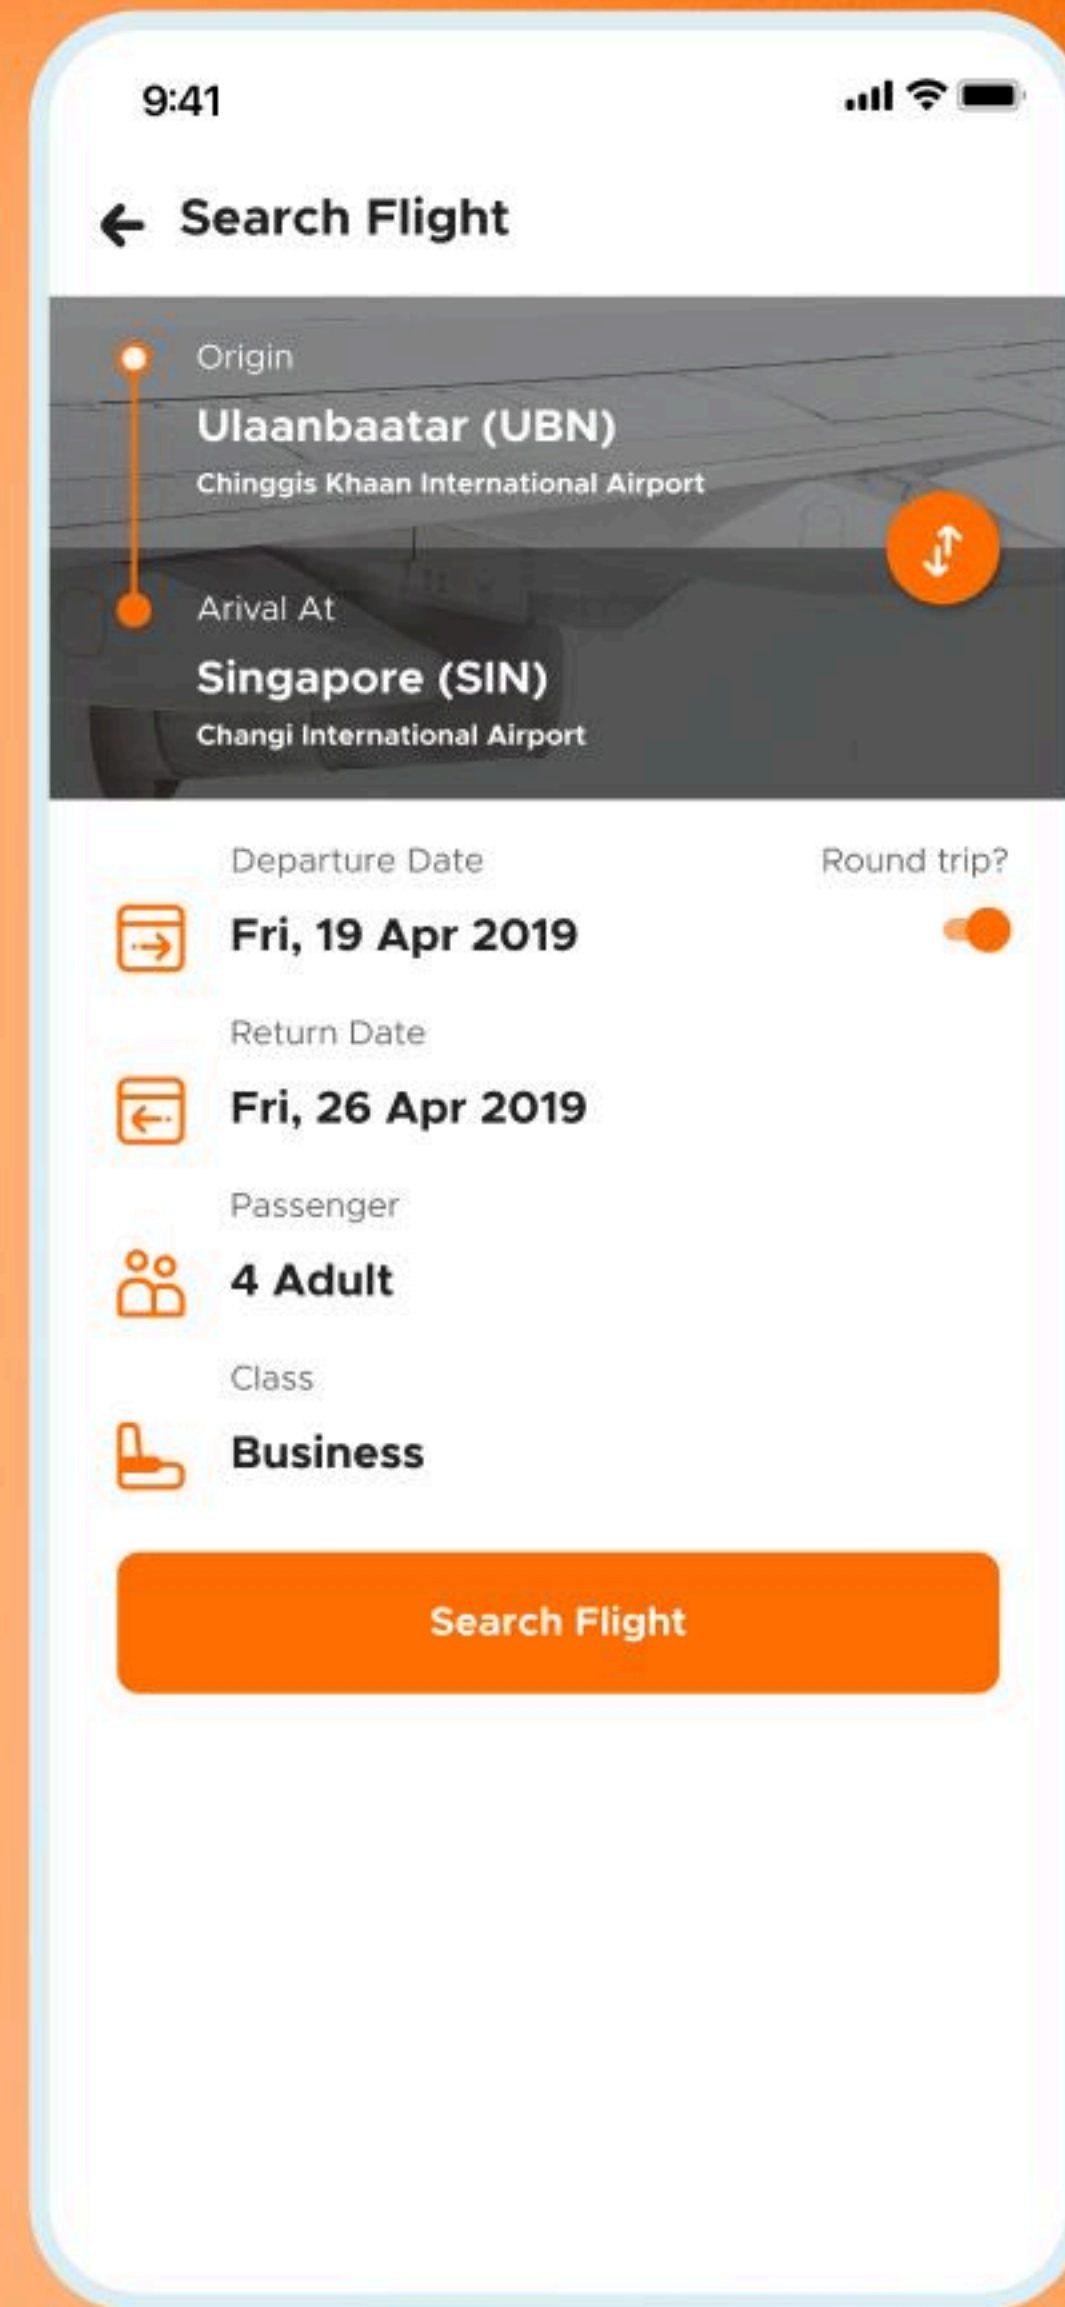 9:41
Search Flight
Origin
Ulaanbaatar (UBN)
Chinggis Khaan International Airport
Arival At
Singapore (SIN)
Changi International Airport
Departure Date
Round trip?
Fri, 19 Apr 2019
Return Date
Fri, 26 Apr 2019
Passenger
4 Adult
Class
Business
Search Flight